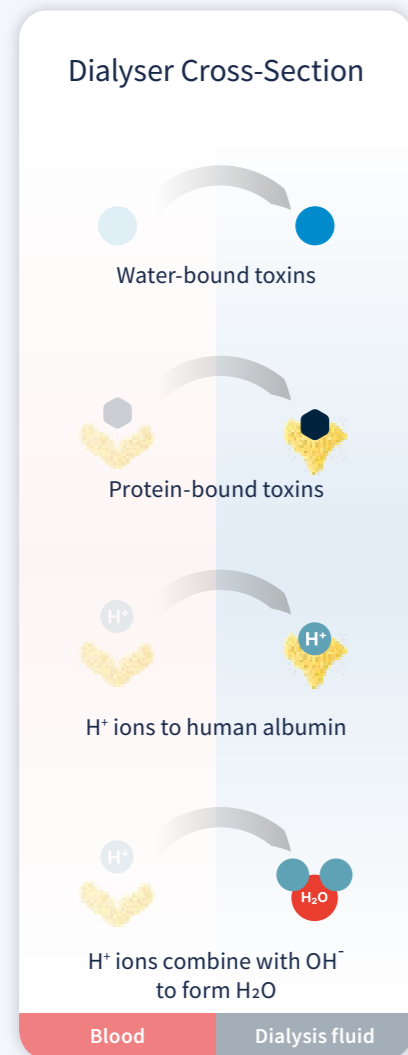 Dialyser Cross-Section
Water-bound toxins
Protein-bound toxins
H⁺
H⁺
H⁺ ions to human albumin
H⁺
H₂O
H⁺ ions combine with OH⁻
to form H₂O
Blood
Dialysis fluid